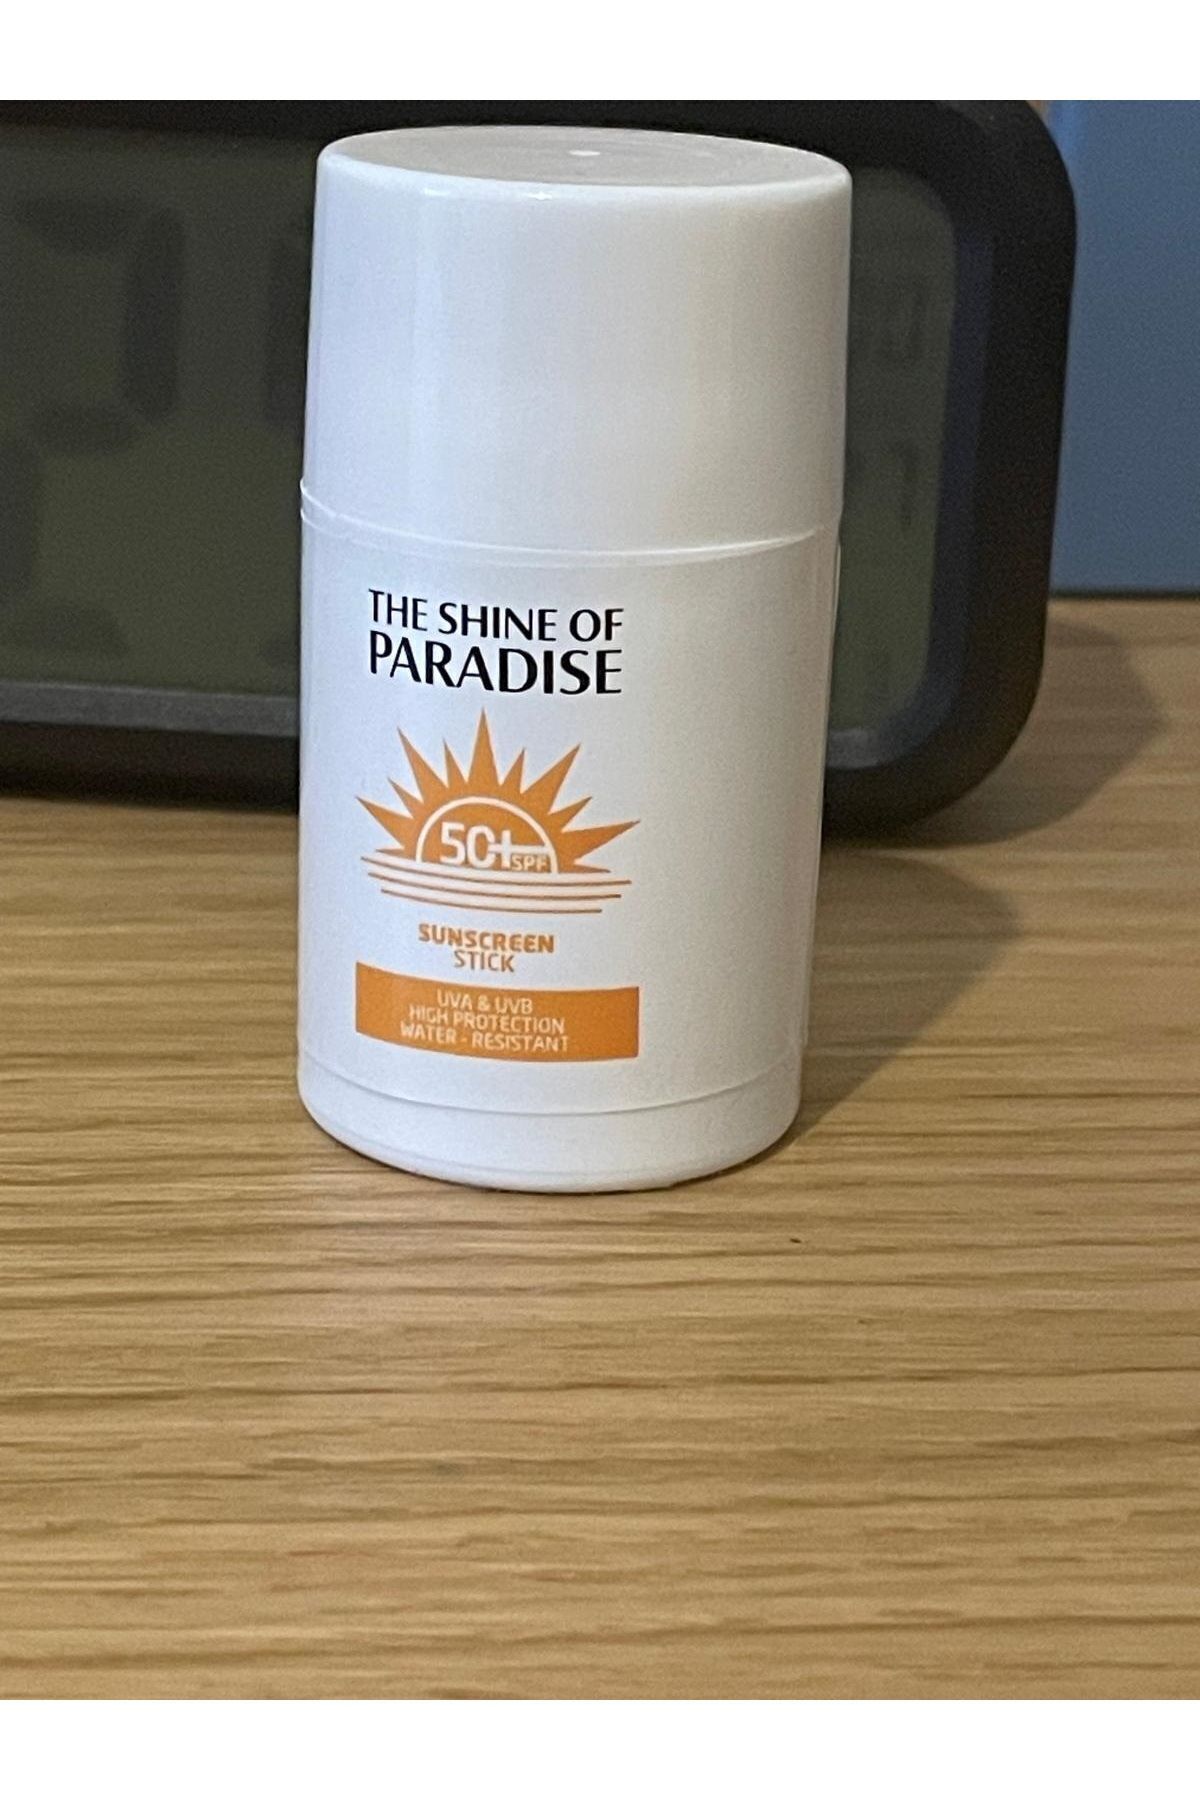 THE SHINE OF
PARADISE
50+ SPF
SUNSCREEN
STICK
UVA & UVB
HIGH PROTECTION
WATER - RESISTANT